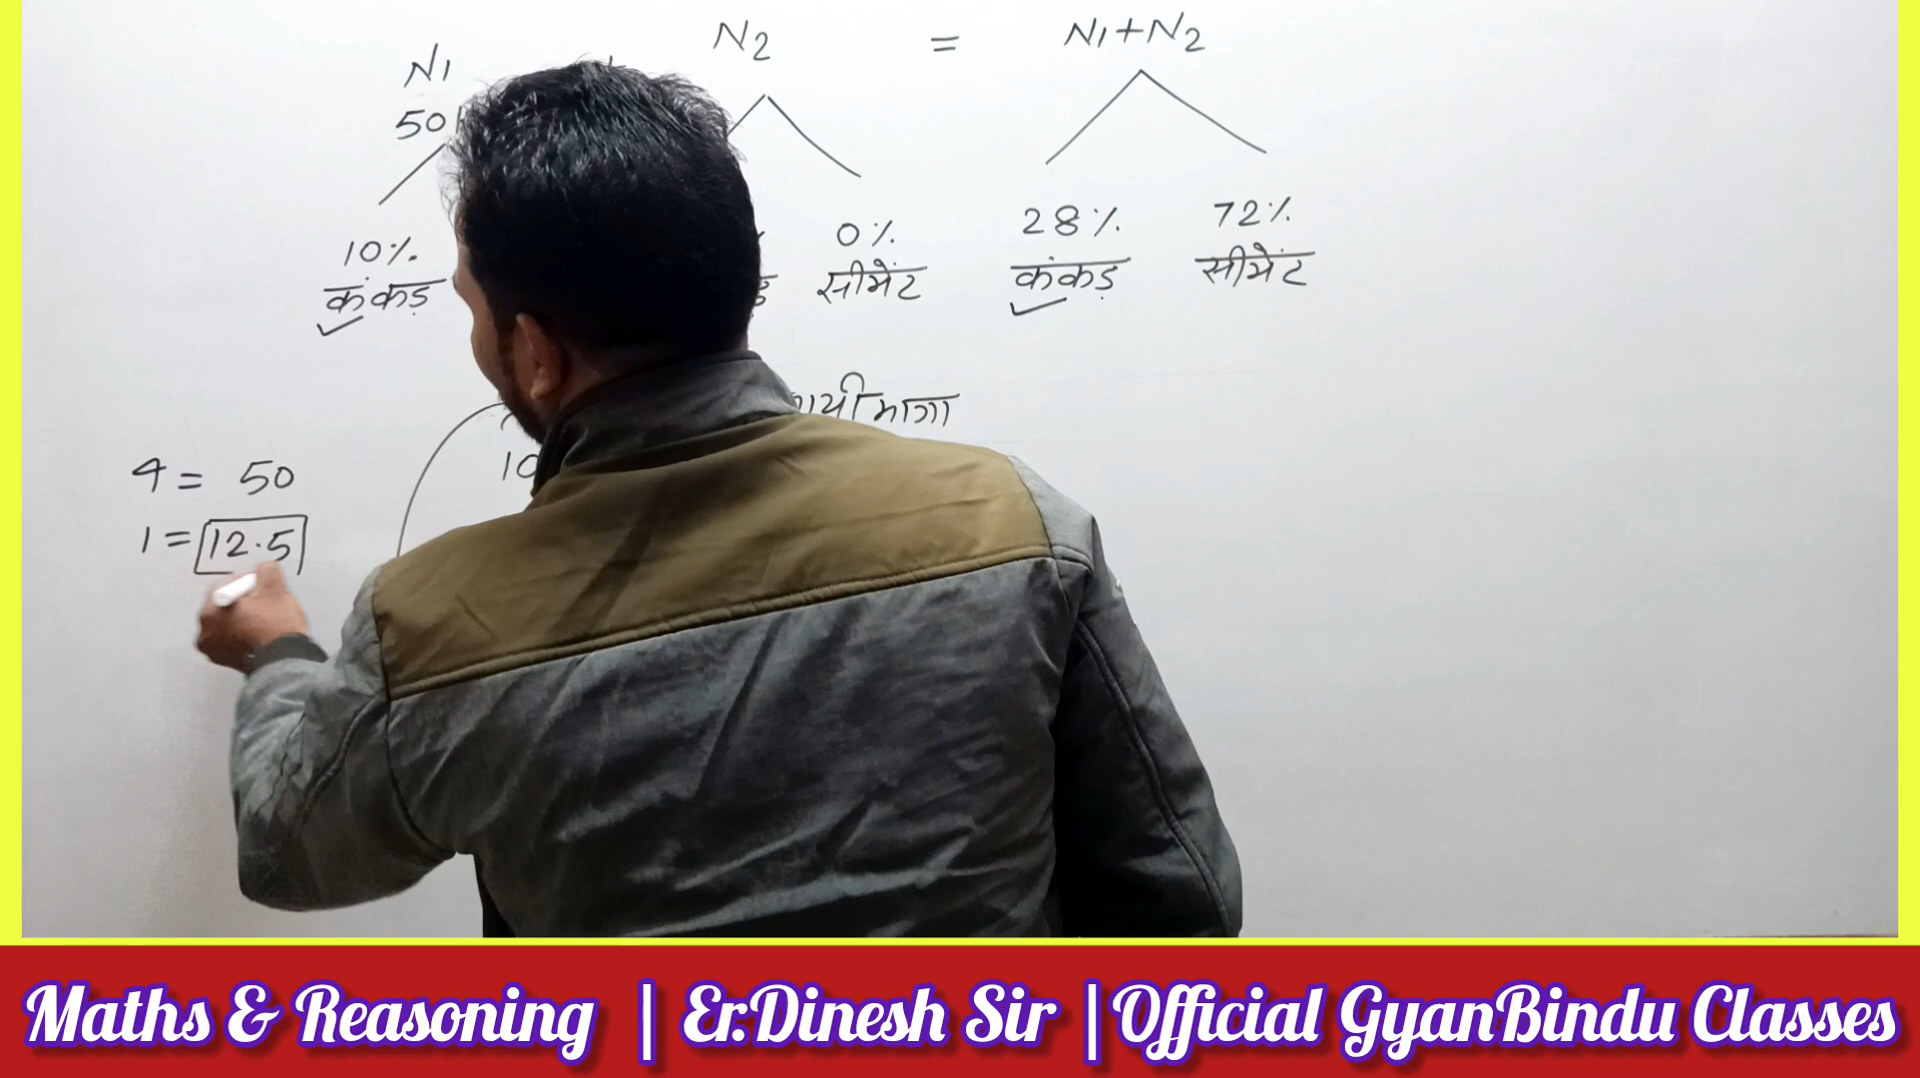 N1 N2 = N1+N2
50
10%. 0%. 28%. 72%.
कंकड़ सीमेंट कंकड़ सीमेंट
10
4 = 50
1 = 12.5
Maths & Reasoning | Er.Dinesh Sir | Official GyanBindu Classes